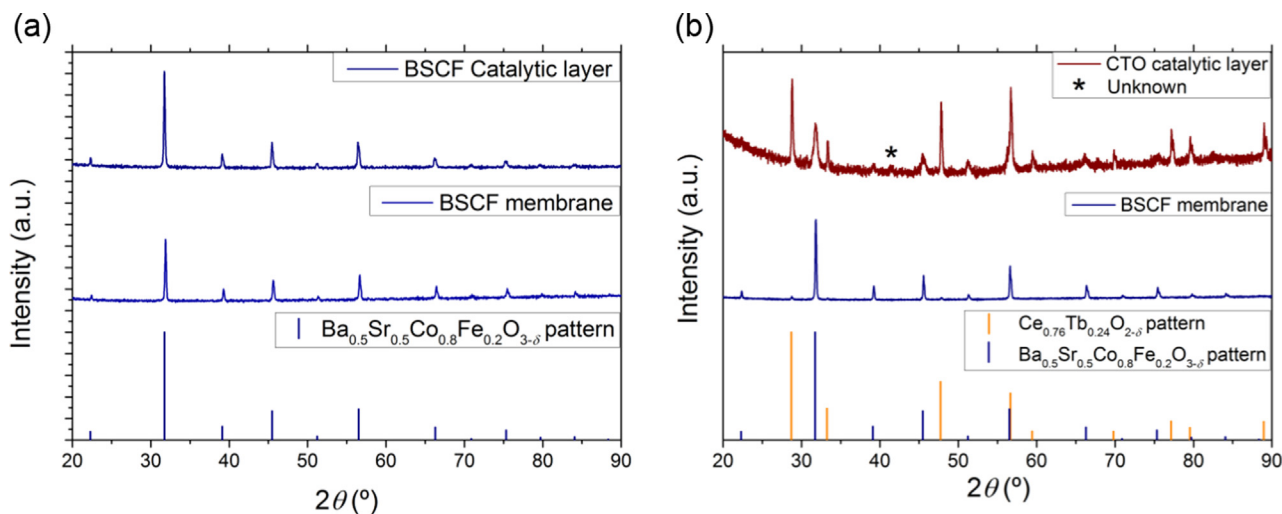 (a)
BSCF Catalytic layer
BSCF membrane
Ba0.5Sr0.5Co0.8Fe0.2O3-δ pattern
Intensity (a.u.)
20 30 40 50 60 70 80 90
2θ (º)
(b)
CTO catalytic layer
* Unknown
*
BSCF membrane
Ce0.76Tb0.24O2-δ pattern
Ba0.5Sr0.5Co0.8Fe0.2O3-δ pattern
Intensity (a.u.)
20 30 40 50 60 70 80 90
2θ (º)